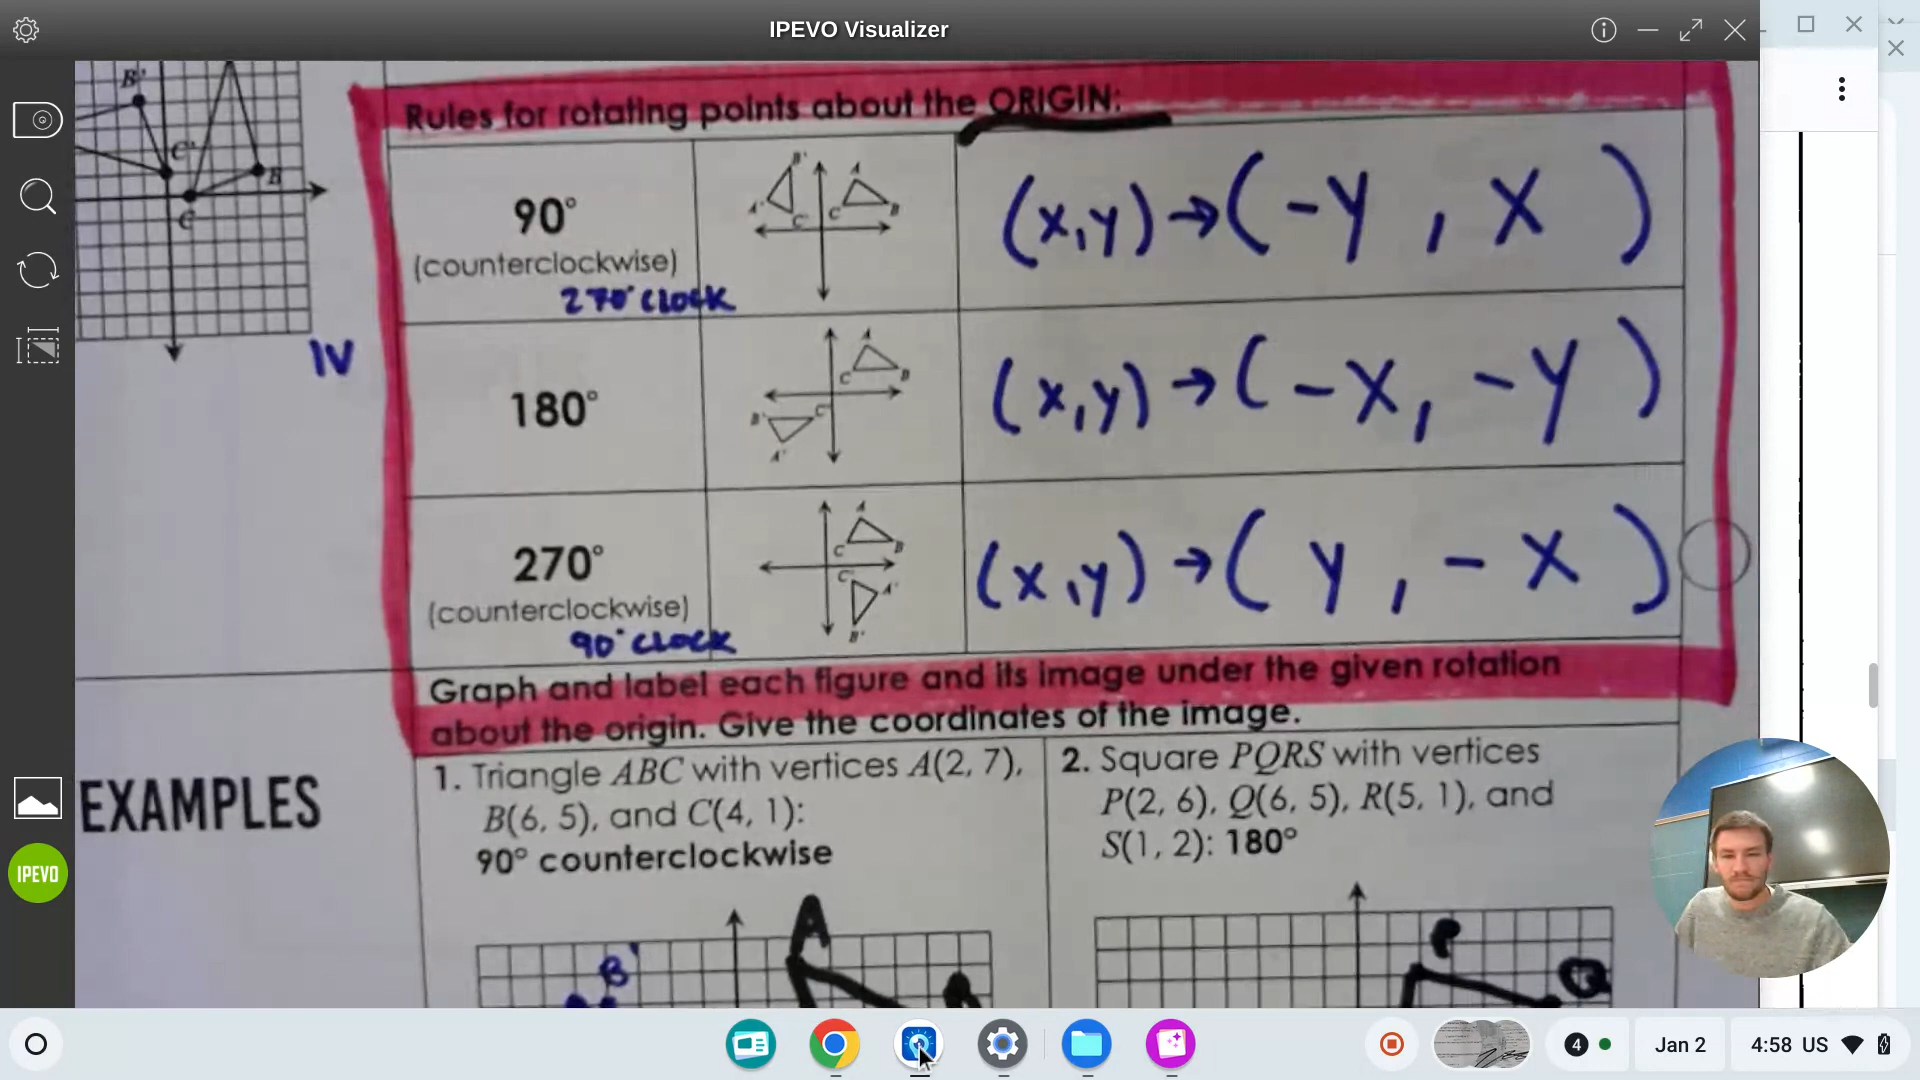 IPEVO Visualizer
Rules for rotating points about the ORIGIN:
B'
C'
B
C
IV
90°
(counterclockwise)
270° CLOCK
B'
A
A'
C'
C
B
(x,y)→(-Y , X )
180°
A
C
B
B'
C'
A'
(x,y)→(-X, -Y )
270°
(counterclockwise)
90° CLOCK
A
C
B
C'
A'
B'
(x,y)→( Y , -X )
Graph and label each figure and its image under the given rotation
about the origin. Give the coordinates of the image.
EXAMPLES
1. Triangle ABC with vertices A(2, 7),
B(6, 5), and C(4, 1):
90° counterclockwise
A
B'
2. Square PQRS with vertices
P(2, 6), Q(6, 5), R(5, 1), and
S(1, 2): 180°
P
Q
IPEVO
4
Jan 2
4:58 US